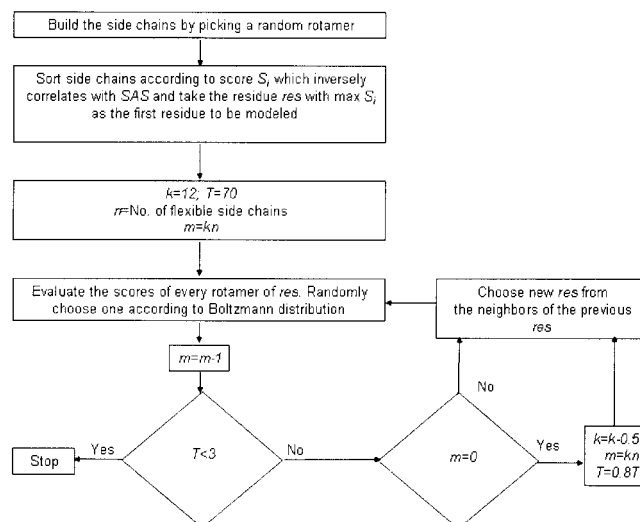 Build the side chains by picking a random rotamer
Sort side chains according to score Si which inversely
correlates with SAS and take the residue res with max Si
as the first residue to be modeled
k=12; T=70
n=No. of flexible side chains
m=kn
Evaluate the scores of every rotamer of res. Randomly
choose one according to Boltzmann distribution
Choose new res from
the neighbors of the previous
res
m=m-1
No
T<3
Yes
No
Stop
m=0
Yes
k=k-0.5
m=kn
T=0.8T